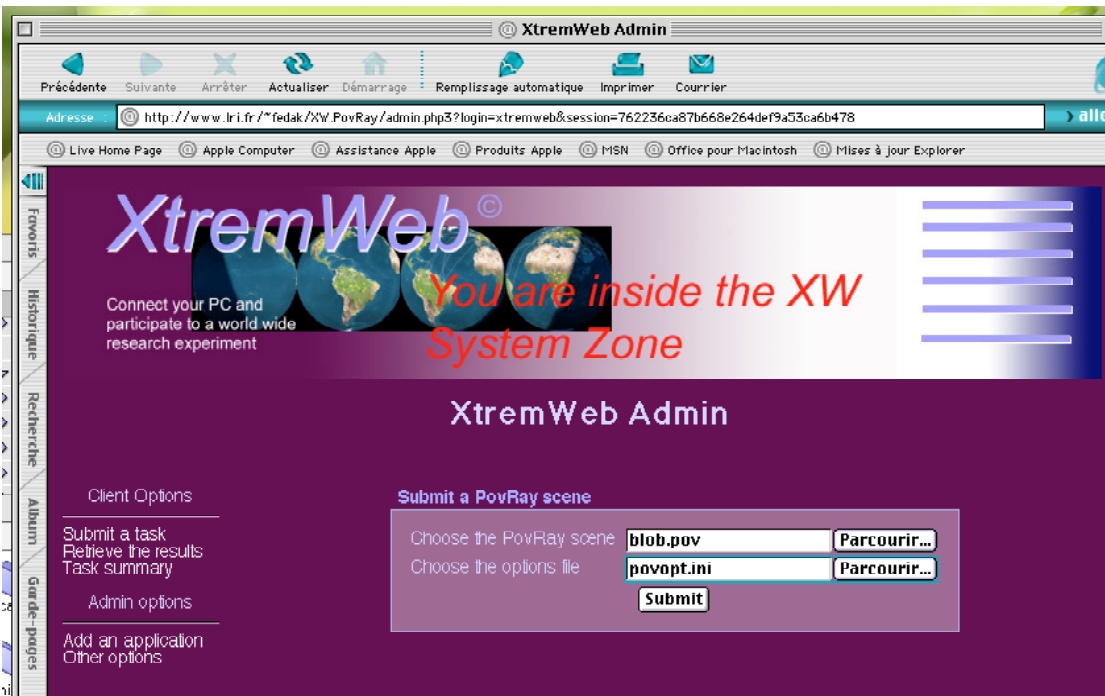 XtremWeb Admin
Précédente Suivante Arrêter Actualiser Démarrage Remplissage automatique Imprimer Courrier
Adresse : http://www.lri.fr/~fedak/XW.PovRay/admin.php3?login=xtremweb&session=762236ca87b668e264def9a53ca6b478
Live Home Page Apple Computer Assistance Apple Produits Apple MSN Office pour Macintosh Mises à jour Explorer
Favoris
Historique
Recherche
Album
Garde-pages
XtremWeb©
You are inside the XW
System Zone
Connect your PC and
participate to a world wide
research experiment
XtremWeb Admin
Client Options
Submit a task
Retrieve the results
Task summary
Admin options
Add an application
Other options
Submit a PovRay scene
Choose the PovRay scene blob.pov Parcourir...
Choose the options file povopt.ini Parcourir...
Submit